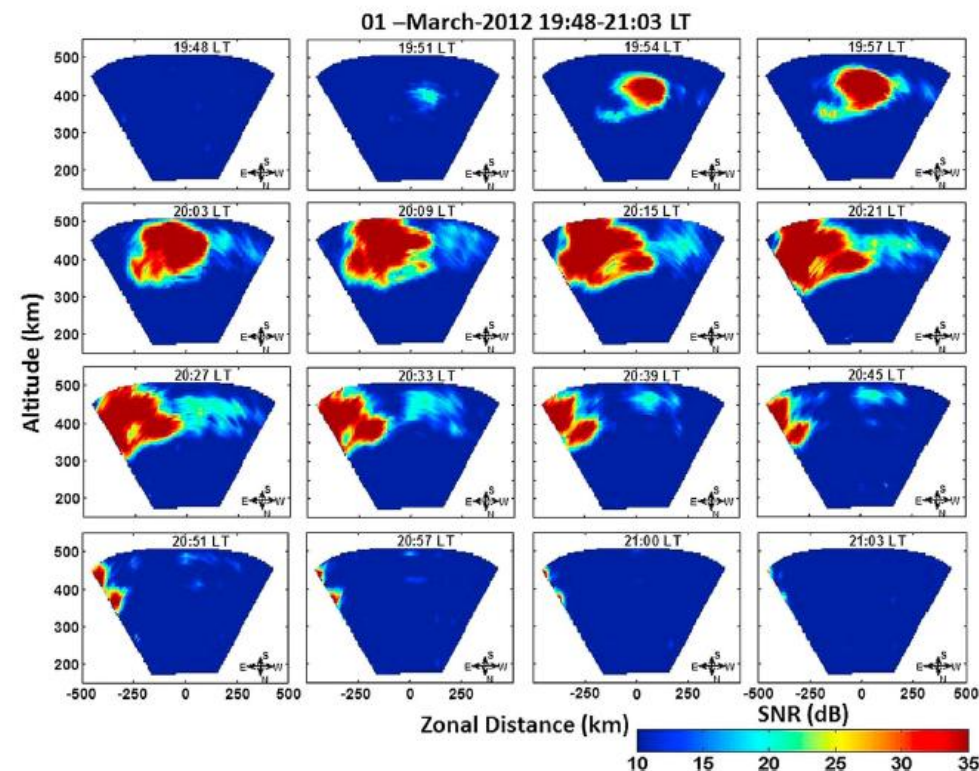 01 –March-2012 19:48-21:03 LT
19:48 LT
19:51 LT
19:54 LT
19:57 LT
500
400
300
200
E S W N
E S W N
E S W N
E S W N
20:03 LT
20:09 LT
20:15 LT
20:21 LT
500
400
300
200
E S W N
E S W N
E S W N
E S W N
Altitude (km)
20:27 LT
20:33 LT
20:39 LT
20:45 LT
500
400
300
200
E S W N
E S W N
E S W N
E S W N
20:51 LT
20:57 LT
21:00 LT
21:03 LT
500
400
300
200
E S W N
E S W N
E S W N
E S W N
-500 -250 0 250 500
-250 0 250
-250 0 250
-250 0 250 500
Zonal Distance (km)
SNR (dB)
10 15 20 25 30 35